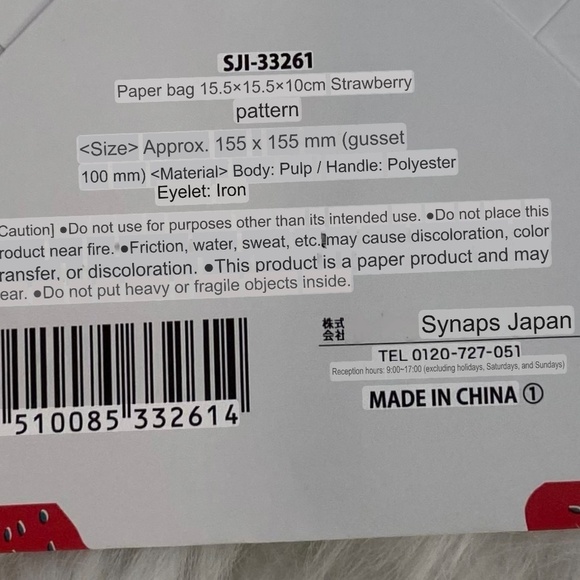 SJI-33261
Paper bag 15.5×15.5×10cm Strawberry
pattern
<Size> Approx. 155 x 155 mm (gusset
100 mm) <Material> Body: Pulp / Handle: Polyester
Eyelet: Iron
Caution] ●Do not use for purposes other than its intended use. ●Do not place this
roduct near fire. ●Friction, water, sweat, etc. may cause discoloration, color
ransfer, or discoloration. ●This product is a paper product and may
ear. ●Do not put heavy or fragile objects inside.
株式
会社
Synaps Japan
TEL 0120-727-051
Reception hours: 9:00~17:00 (excluding holidays, Saturdays, and Sundays)
MADE IN CHINA ①
510085 332614